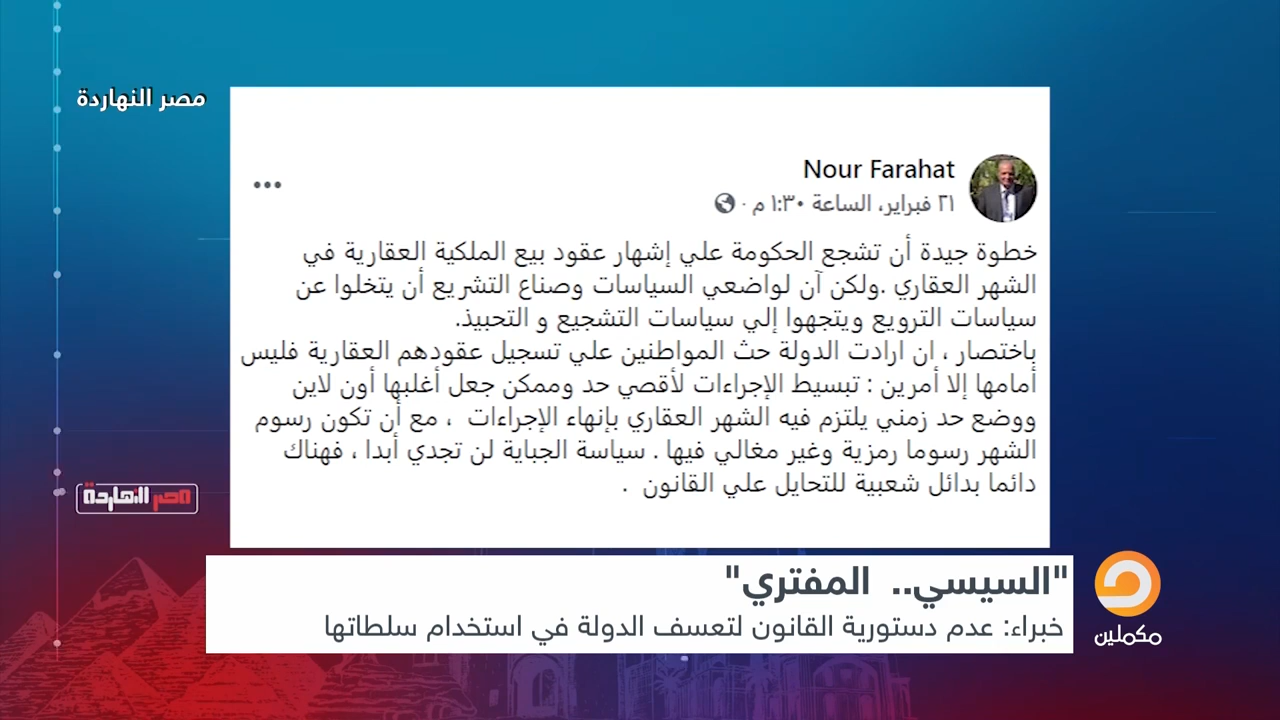 مصر النهاردة
Nour Farahat
٢١ فبراير، الساعة ١:٣٠ م ·
خطوة جيدة أن تشجع الحكومة علي إشهار عقود بيع الملكية العقارية في
الشهر العقاري .ولكن آن لواضعي السياسات وصناع التشريع أن يتخلوا عن
سياسات الترويع ويتجهوا إلي سياسات التشجيع و التحبيذ.
باختصار ، ان ارادت الدولة حث المواطنين علي تسجيل عقودهم العقارية فليس
أمامها إلا أمرين : تبسيط الإجراءات لأقصي حد وممكن جعل أغلبها أون لاين
ووضع حد زمني يلتزم فيه الشهر العقاري بإنهاء الإجراءات ، مع أن تكون رسوم
الشهر رسوما رمزية وغير مغالي فيها . سياسة الجباية لن تجدي أبدا ، فهناك
دائما بدائل شعبية للتحايل علي القانون .
مصر النهاردة
"السيسي.. المفتري"
خبراء: عدم دستورية القانون لتعسف الدولة في استخدام سلطاتها
مكملين